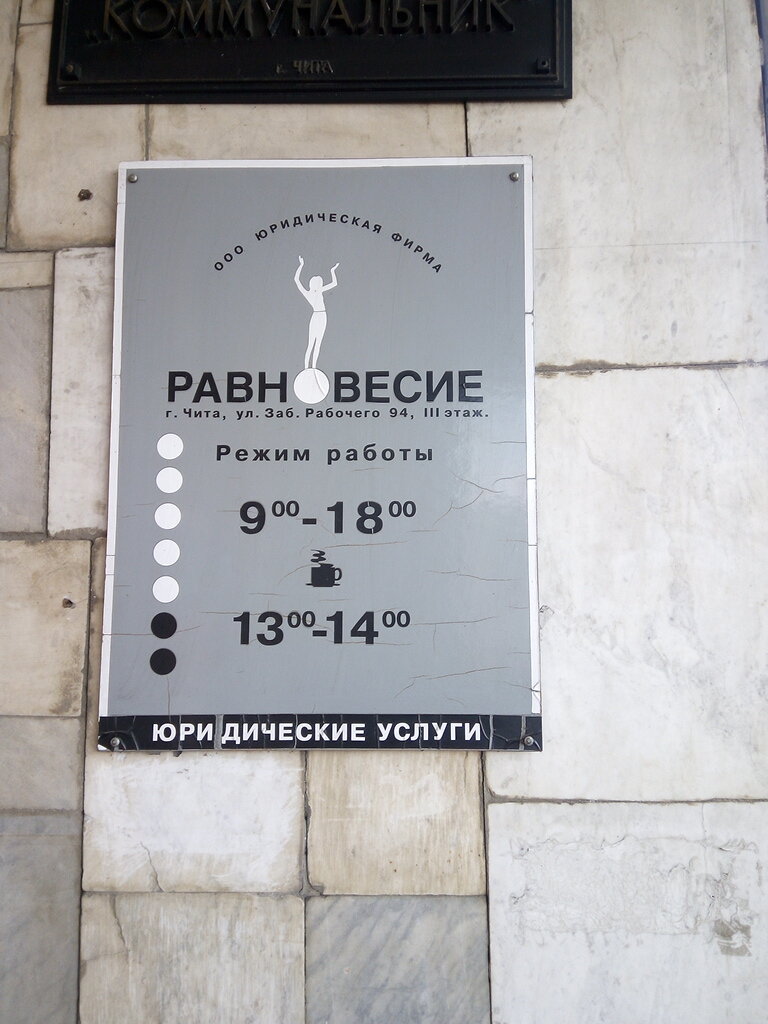 "КОММУНАЛЬНИК"
г. ЧИТА
ООО ЮРИДИЧЕСКАЯ ФИРМА
РАВНОВЕСИЕ
г. Чита, ул. Заб. Рабочего 94, III этаж.
Режим работы
9⁰⁰-18⁰⁰
13⁰⁰-14⁰⁰
ЮРИДИЧЕСКИЕ УСЛУГИ